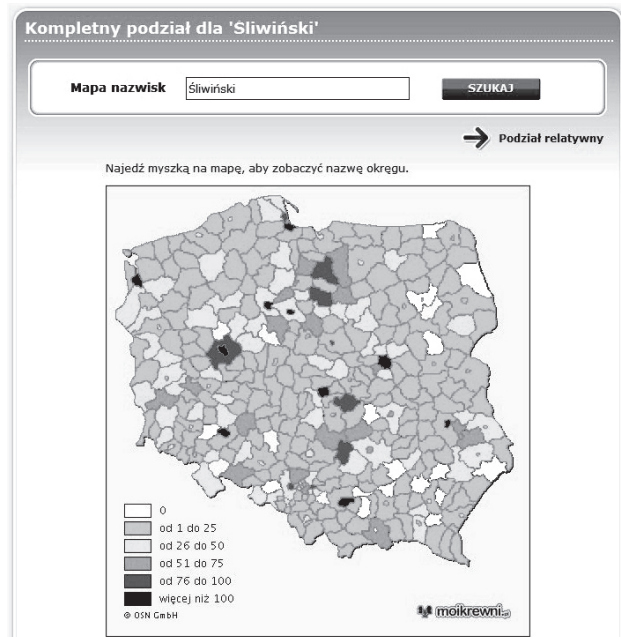 Kompletny podział dla 'Śliwiński'
Mapa nazwisk
Śliwiński
SZUKAJ
Podział relatywny
Najedź myszką na mapę, aby zobaczyć nazwę okręgu.
0
od 1 do 25
od 26 do 50
od 51 do 75
od 76 do 100
więcej niż 100
© OSN GmbH
moikrewni